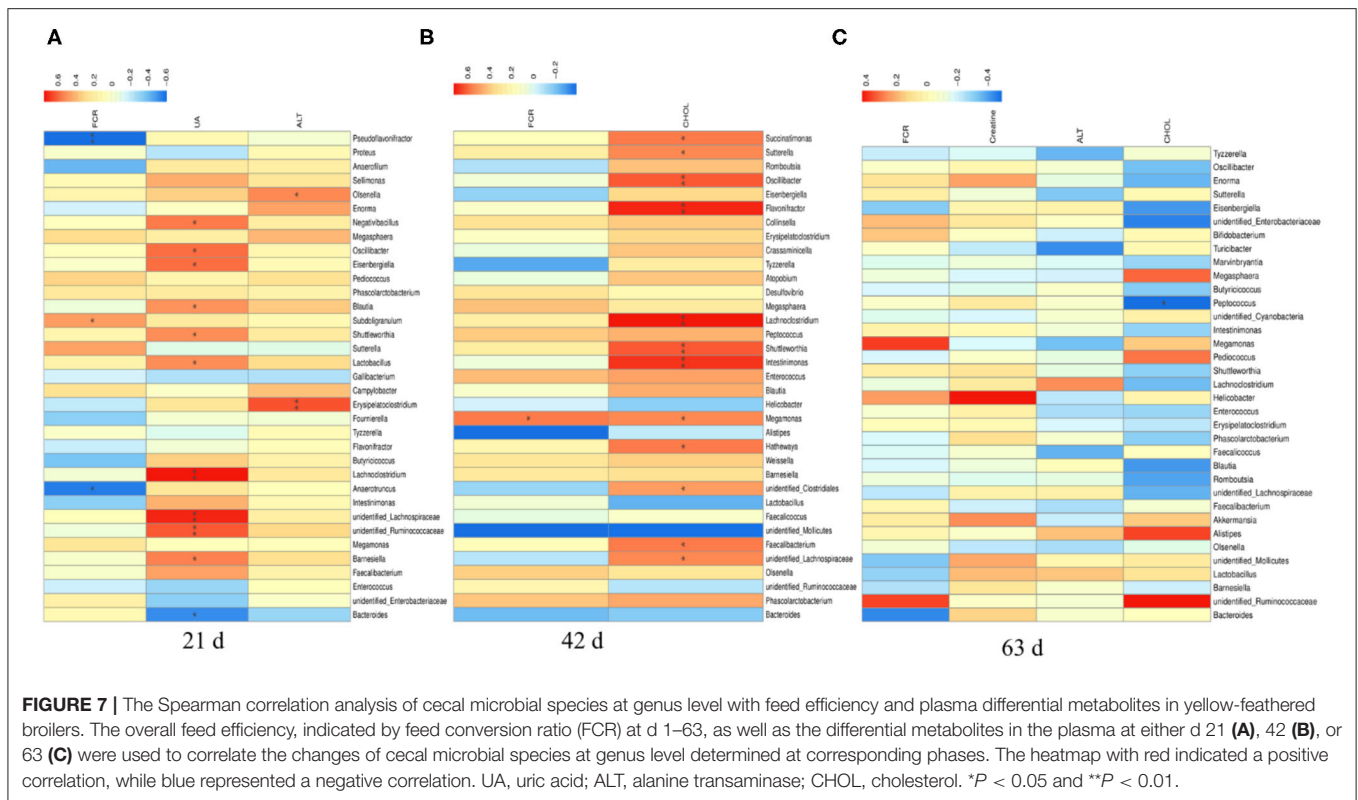 A
B
C
0.6
0.4
0.2
0
−0.2
−0.4
−0.6
0.6
0.4
0.2
0
−0.2
0.4
0.2
0
−0.2
−0.4
FCR
UA
ALT
FCR
CHOL
FCR
Creatine
ALT
CHOL
Pseudoflavonifractor
Proteus
Anaerofilum
Sellimonas
Olsenella
Enorma
Negativibacillus
Megasphaera
Oscillibacter
Eisenbergiella
Pediococcus
Phascolarctobacterium
Blautia
Subdoligranulum
Shuttleworthia
Sutterella
Lactobacillus
Gallibacterium
Campylobacter
Erysipelatoclostridium
Fournierella
Tyzzerella
Flavonifractor
Butyricicoccus
Lachnoclostridium
Anaerotruncus
Intestinimonas
unidentified_Lachnospiraceae
unidentified_Ruminococcaceae
Megamonas
Barnesiella
Faecalibacterium
Enterococcus
unidentified_Enterobacteriaceae
Bacteroides
21 d
Succinatimonas
Sutterella
Romboutsia
Oscillibacter
Eisenbergiella
Flavonifractor
Collinsella
Erysipelatoclostridium
Crassaminicella
Tyzzerella
Atopobium
Desulfovibrio
Megasphaera
Lachnoclostridium
Peptococcus
Shuttleworthia
Intestinimonas
Enterococcus
Blautia
Helicobacter
Megamonas
Alistipes
Hatheways
Weissella
Barnesiella
unidentified_Clostridiales
Lactobacillus
Faecalicoccus
unidentified_Mollicutes
Faecalibacterium
unidentified_Lachnospiraceae
Olsenella
unidentified_Ruminococcaceae
Phascolarctobacterium
Bacteroides
42 d
Tyzzerella
Oscillibacter
Enorma
Sutterella
Eisenbergiella
unidentified_Enterobacteriaceae
Bifidobacterium
Turicibacter
Marvinbryantia
Megasphaera
Butyricicoccus
Peptococcus
unidentified_Cyanobacteria
Intestinimonas
Megamonas
Pediococcus
Shuttleworthia
Lachnoclostridium
Helicobacter
Enterococcus
Erysipelatoclostridium
Phascolarctobacterium
Faecalicoccus
Blautia
Romboutsia
unidentified_Lachnospiraceae
Faecalibacterium
Akkermansia
Alistipes
Olsenella
unidentified_Mollicutes
Lactobacillus
Barnesiella
unidentified_Ruminococcaceae
Bacteroides
63 d
FIGURE 7 | The Spearman correlation analysis of cecal microbial species at genus level with feed efficiency and plasma differential metabolites in yellow-feathered
broilers. The overall feed efficiency, indicated by feed conversion ratio (FCR) at d 1–63, as well as the differential metabolites in the plasma at either d 21 (A), 42 (B), or
63 (C) were used to correlate the changes of cecal microbial species at genus level determined at corresponding phases. The heatmap with red indicated a positive
correlation, while blue represented a negative correlation. UA, uric acid; ALT, alanine transaminase; CHOL, cholesterol. *P < 0.05 and **P < 0.01.